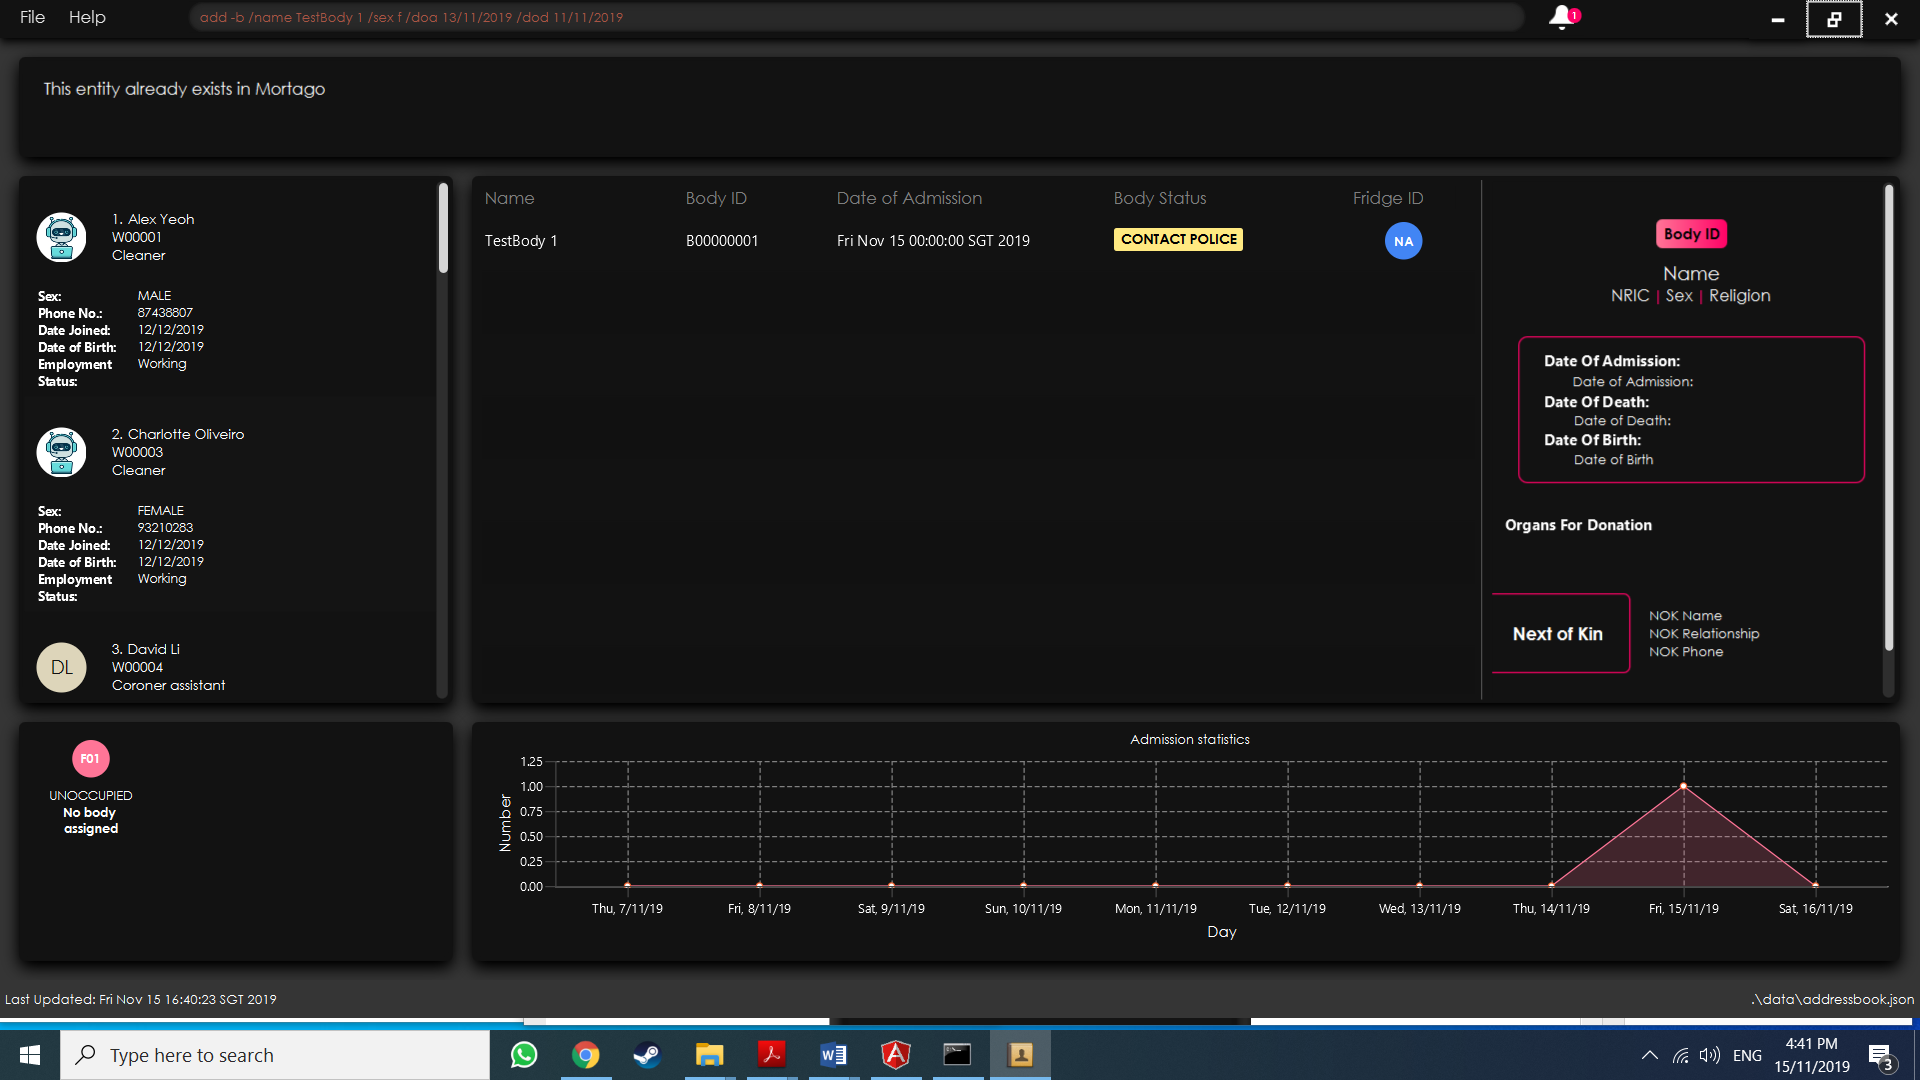 File Help add -b /name TestBody 1 /sex f /doa 13/11/2019 /dod 11/11/2019 1
This entity already exists in Mortago
1. Alex Yeoh
W00001
Cleaner
Sex: MALE
Phone No.: 87438807
Date Joined: 12/12/2019
Date of Birth: 12/12/2019
Employment Status: Working
2. Charlotte Oliveiro
W00003
Cleaner
Sex: FEMALE
Phone No.: 93210283
Date Joined: 12/12/2019
Date of Birth: 12/12/2019
Employment Status: Working
DL
3. David Li
W00004
Coroner assistant
Name Body ID Date of Admission Body Status Fridge ID
TestBody 1 B00000001 Fri Nov 15 00:00:00 SGT 2019 CONTACT POLICE NA
Body ID
Name
NRIC | Sex | Religion
Date Of Admission:
Date of Admission:
Date Of Death:
Date of Death:
Date Of Birth:
Date of Birth
Organs For Donation
Next of Kin
NOK Name
NOK Relationship
NOK Phone
F01
UNOCCUPIED
No body
assigned
Admission statistics
Number
1.25
1.00
0.75
0.50
0.25
0.00
Thu, 7/11/19 Fri, 8/11/19 Sat, 9/11/19 Sun, 10/11/19 Mon, 11/11/19 Tue, 12/11/19 Wed, 13/11/19 Thu, 14/11/19 Fri, 15/11/19 Sat, 16/11/19
Day
Last Updated: Fri Nov 15 16:40:23 SGT 2019 .\data\addressbook.json
Type here to search ENG 4:41 PM
15/11/2019 3